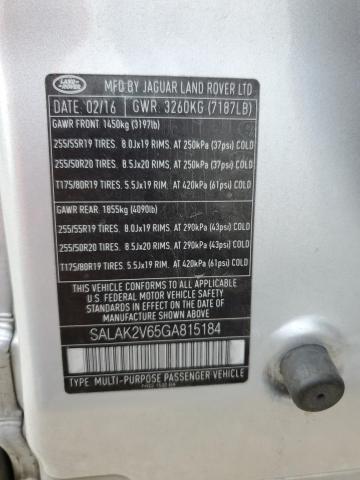 LAND ROVER
MFD BY JAGUAR LAND ROVER LTD
DATE: 02/16 GWR: 3260KG (7187LB)
GAWR FRONT: 1450kg (3197lb)
255/55R19 TIRES. 8.0Jx19 RIMS, AT 250kPa (37psi) COLD
255/50R20 TIRES. 8.5Jx20 RIMS, AT 250kPa (37psi) COLD
T175/80R19 TIRES. 5.5Jx19 RIM, AT 420kPa (61psi) COLD
GAWR REAR: 1855kg (4090lb)
255/55R19 TIRES. 8.0Jx19 RIMS, AT 290kPa (43psi) COLD
255/50R20 TIRES. 8.5Jx20 RIMS, AT 290kPa (43psi) COLD
T175/80R19 TIRES. 5.5Jx19 RIM, AT 420kPa (61psi) COLD
THIS VEHICLE CONFORMS TO ALL APPLICABLE
U.S. FEDERAL MOTOR VEHICLE SAFETY STANDARDS
IN EFFECT ON THE DATE OF MANUFACTURE SHOWN ABOVE
SALAK2V65GA815184
TYPE: MULTI-PURPOSE PASSENGER VEHICLE